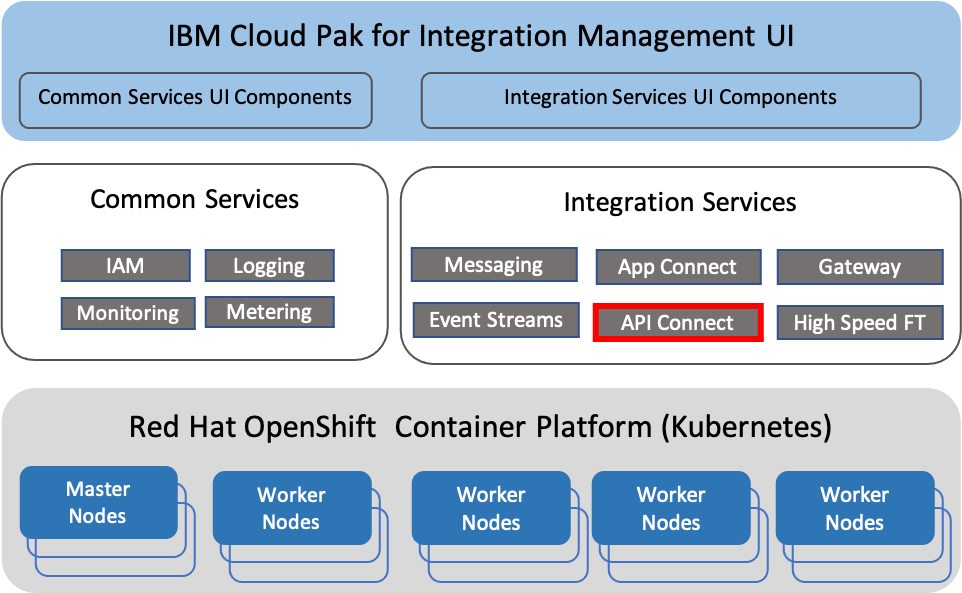 IBM Cloud Pak for Integration Management UI
Common Services UI Components
Integration Services UI Components
Common Services
IAM
Logging
Monitoring
Metering
Integration Services
Messaging
App Connect
Gateway
Event Streams
API Connect
High Speed FT
Red Hat OpenShift Container Platform (Kubernetes)
Master
Nodes
Worker
Nodes
Worker
Nodes
Worker
Nodes
Worker
Nodes